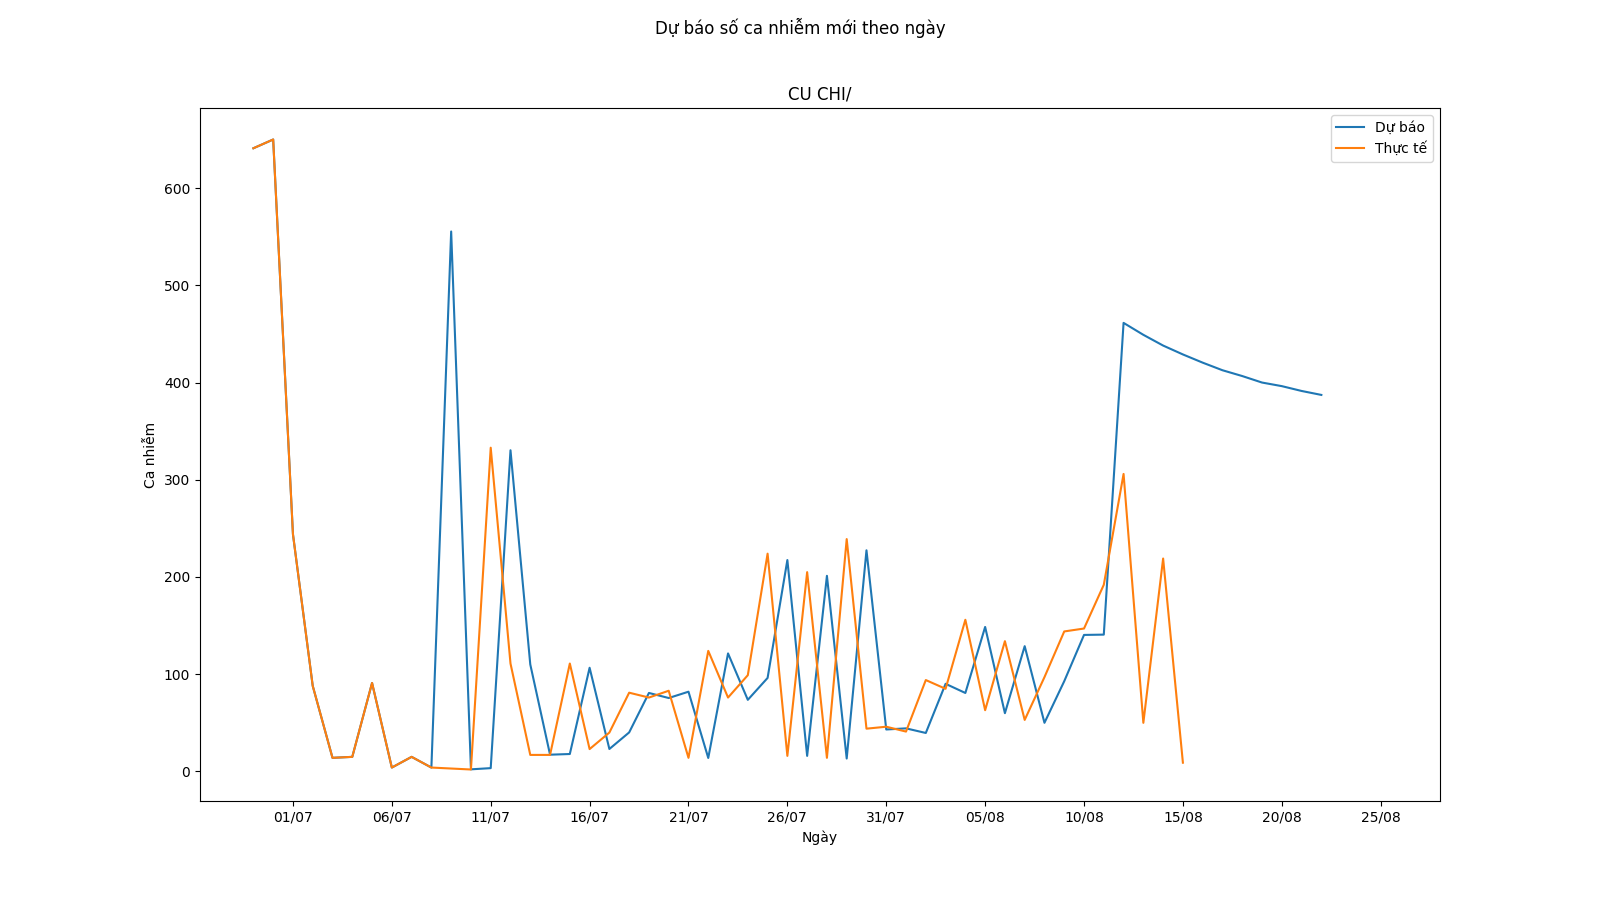 Dự báo số ca nhiễm mới theo ngày
CU CHI/
Dự báo
Thực tế
600
500
400
300
200
100
0
Ca nhiễm
01/07 06/07 11/07 16/07 21/07 26/07 31/07 05/08 10/08 15/08 20/08 25/08
Ngày